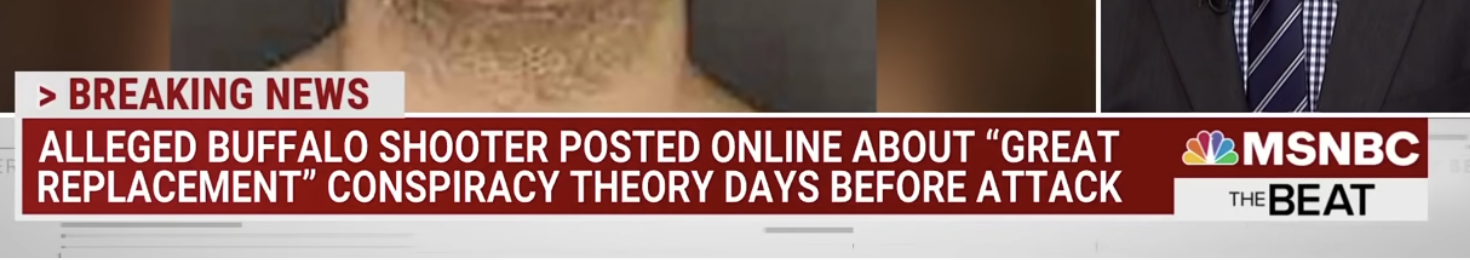 > BREAKING NEWS
ALLEGED BUFFALO SHOOTER POSTED ONLINE ABOUT “GREAT
REPLACEMENT” CONSPIRACY THEORY DAYS BEFORE ATTACK
MSNBC
THE BEAT